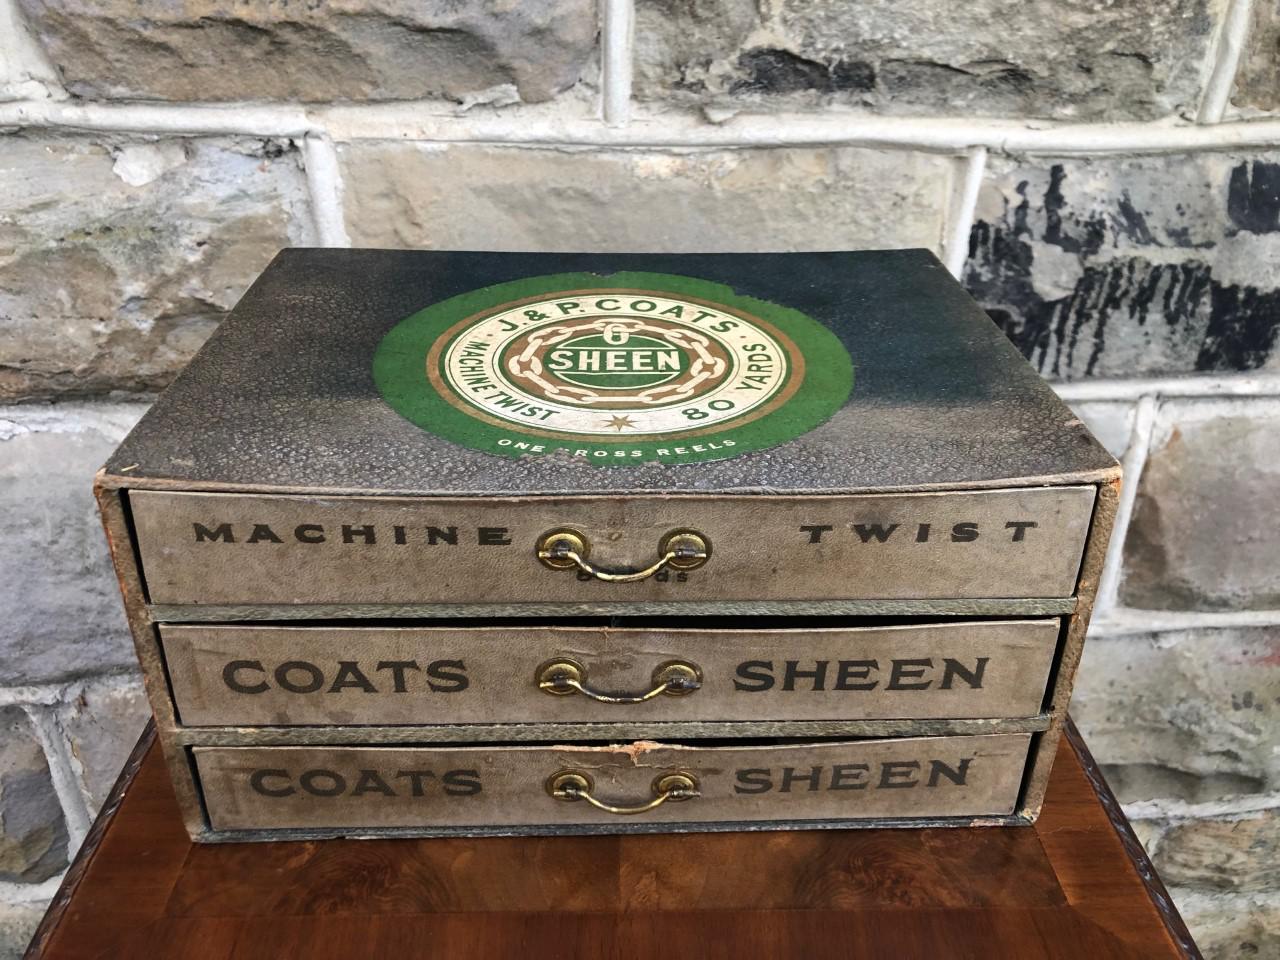 · J. & P. COATS ·
6
SHEEN
MACHINE TWIST
80 YARDS
ONE GROSS REELS
MACHINE TWIST
COATS SHEEN
COATS SHEEN